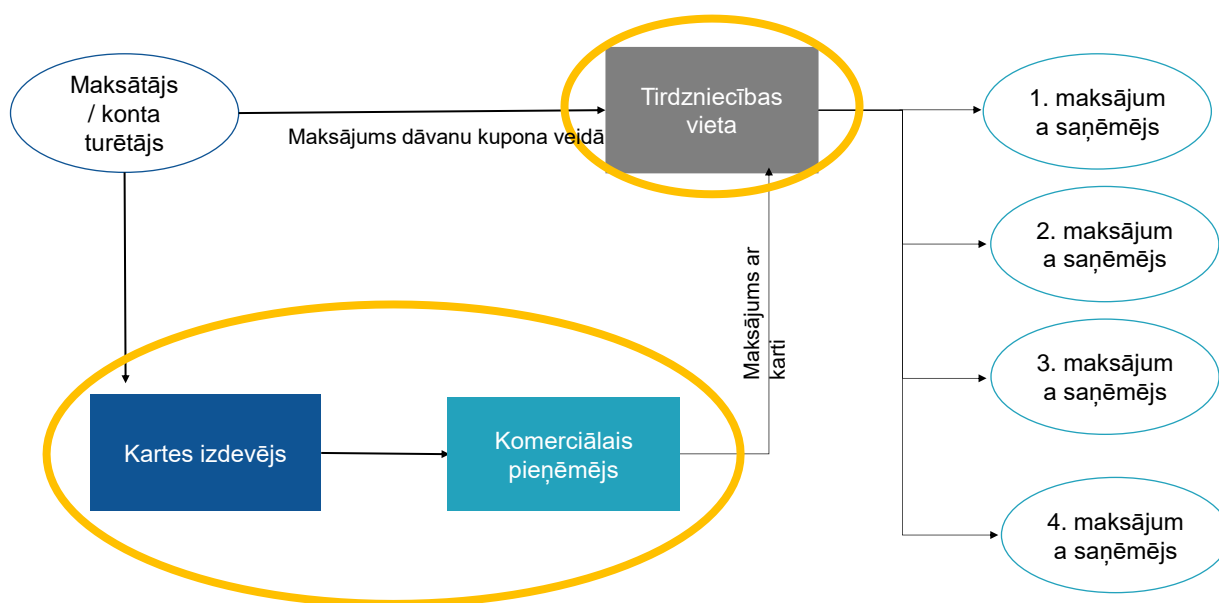 Maksātājs
/ konta
turētājs
Maksājums dāvanu kupona veidā
Tirdzniecības
vieta
1. maksājum
a saņēmējs
2. maksājum
a saņēmējs
3. maksājum
a saņēmējs
4. maksājum
a saņēmējs
Maksājums ar
karti
Kartes izdevējs
Komerciālais
pieņēmējs